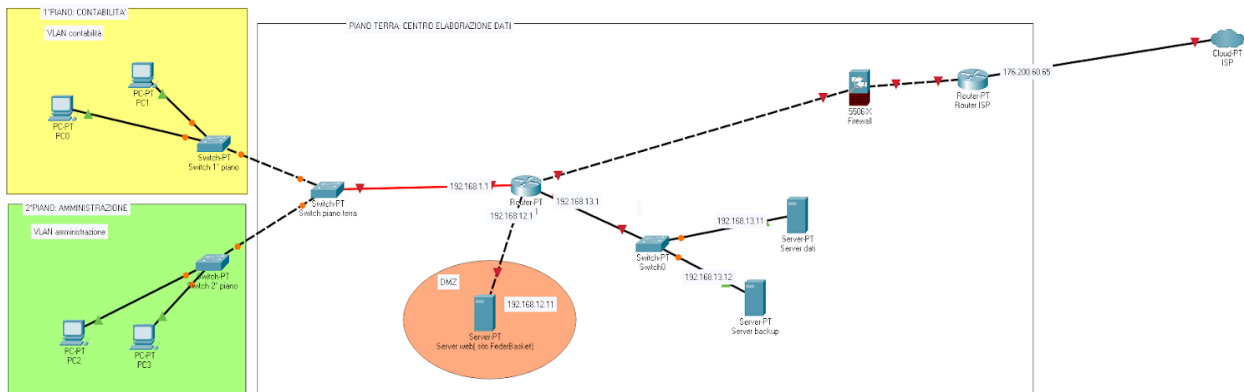 1°PIANO: CONTABILITA'
VLAN contabilità
PC-PT
PC1
PC-PT
PC0
Switch-PT
Switch 1° piano
2°PIANO: AMMINISTRAZIONE
VLAN amministrazione
Switch-PT
Switch 2° piano
PC-PT
PC2
PC-PT
PC3
PIANO TERRA: CENTRO ELABORAZIONE DATI
Switch-PT
Switch piano terra
192.168.1.1
Router-PT
1
192.168.12.1
192.168.13.1
Switch-PT
Switch0
192.168.13.11
Server-PT
Server dati
192.168.13.12
Server-PT
Server backup
DMZ
192.168.12.11
Server-PT
Server web( sito FederBasket)
5506-X
Firewall
Router-PT
Router ISP
176.200.60.65
Cloud-PT
ISP